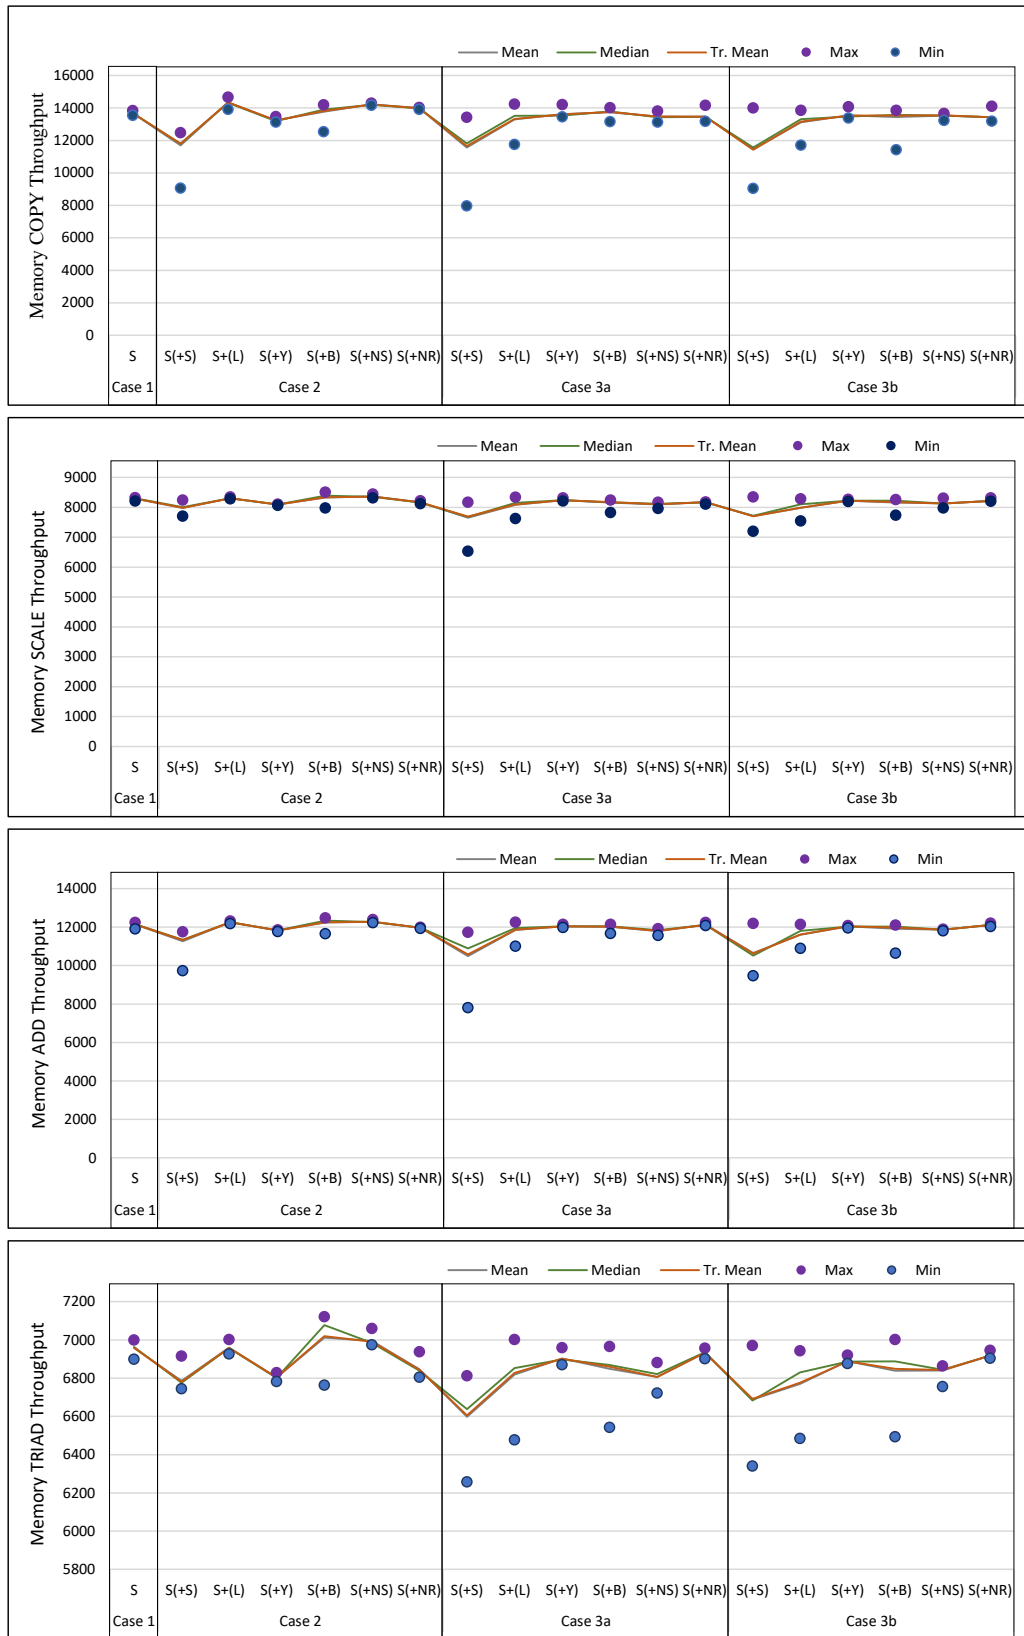 Mean Median Tr. Mean Max Min
16000
14000
12000
10000
8000
6000
4000
2000
0
Memory COPY Throughput
S S(+S) S+(L) S(+Y) S(+B) S(+NS) S(+NR) S(+S) S+(L) S(+Y) S(+B) S(+NS) S(+NR) S(+S) S+(L) S(+Y) S(+B) S(+NS) S(+NR)
Case 1 Case 2 Case 3a Case 3b
Mean Median Tr. Mean Max Min
9000
8000
7000
6000
5000
4000
3000
2000
1000
0
Memory SCALE Throughput
S S(+S) S+(L) S(+Y) S(+B) S(+NS) S(+NR) S(+S) S+(L) S(+Y) S(+B) S(+NS) S(+NR) S(+S) S+(L) S(+Y) S(+B) S(+NS) S(+NR)
Case 1 Case 2 Case 3a Case 3b
Mean Median Tr. Mean Max Min
14000
12000
10000
8000
6000
4000
2000
0
Memory ADD Throughput
S S(+S) S+(L) S(+Y) S(+B) S(+NS) S(+NR) S(+S) S+(L) S(+Y) S(+B) S(+NS) S(+NR) S(+S) S+(L) S(+Y) S(+B) S(+NS) S(+NR)
Case 1 Case 2 Case 3a Case 3b
Mean Median Tr. Mean Max Min
7200
7000
6800
6600
6400
6200
6000
5800
Memory TRIAD Throughput
S S(+S) S+(L) S(+Y) S(+B) S(+NS) S(+NR) S(+S) S+(L) S(+Y) S(+B) S(+NS) S(+NR) S(+S) S+(L) S(+Y) S(+B) S(+NS) S(+NR)
Case 1 Case 2 Case 3a Case 3b